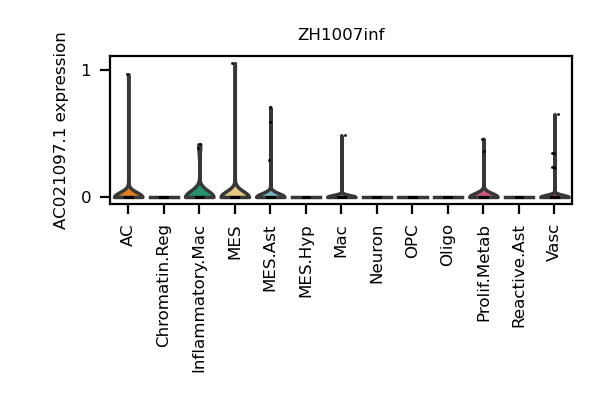 ZH1007inf
AC021097.1 expression
1
0
AC
Chromatin.Reg
Inflammatory.Mac
MES
MES.Ast
MES.Hyp
Mac
Neuron
OPC
Oligo
Prolif.Metab
Reactive.Ast
Vasc